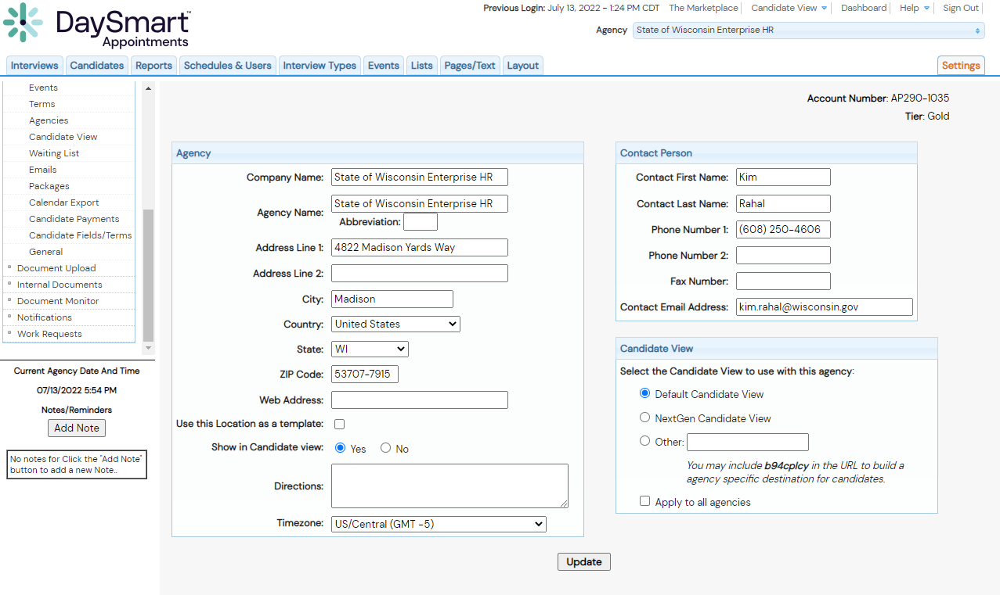 DaySmart™
Appointments
Previous Login: July 13, 2022 - 1:24 PM CDT The Marketplace Candidate View Dashboard Help Sign Out
Agency State of Wisconsin Enterprise HR
Interviews Candidates Reports Schedules & Users Interview Types Events Lists Pages/Text Layout Settings
Events
Terms
Agencies
Candidate View
Waiting List
Emails
Packages
Calendar Export
Candidate Payments
Candidate Fields/Terms
General
Document Upload
Internal Documents
Document Monitor
Notifications
Work Requests
Current Agency Date And Time
07/13/2022 5:54 PM
Notes/Reminders
Add Note
No notes for Click the "Add Note"
button to add a new Note..
Account Number: AP290-1035
Tier: Gold
Agency
Company Name: State of Wisconsin Enterprise HR
Agency Name: State of Wisconsin Enterprise HR
Abbreviation:
Address Line 1: 4822 Madison Yards Way
Address Line 2:
City: Madison
Country: United States
State: WI
ZIP Code: 53707-7915
Web Address:
Use this Location as a template:
Show in Candidate view: Yes No
Directions:
Timezone: US/Central (GMT -5)
Contact Person
Contact First Name: Kim
Contact Last Name: Rahal
Phone Number 1: (608) 250-4606
Phone Number 2:
Fax Number:
Contact Email Address: kim.rahal@wisconsin.gov
Candidate View
Select the Candidate View to use with this agency:
Default Candidate View
NextGen Candidate View
Other:
You may include b94cplcy in the URL to build a
agency specific destination for candidates.
Apply to all agencies
Update